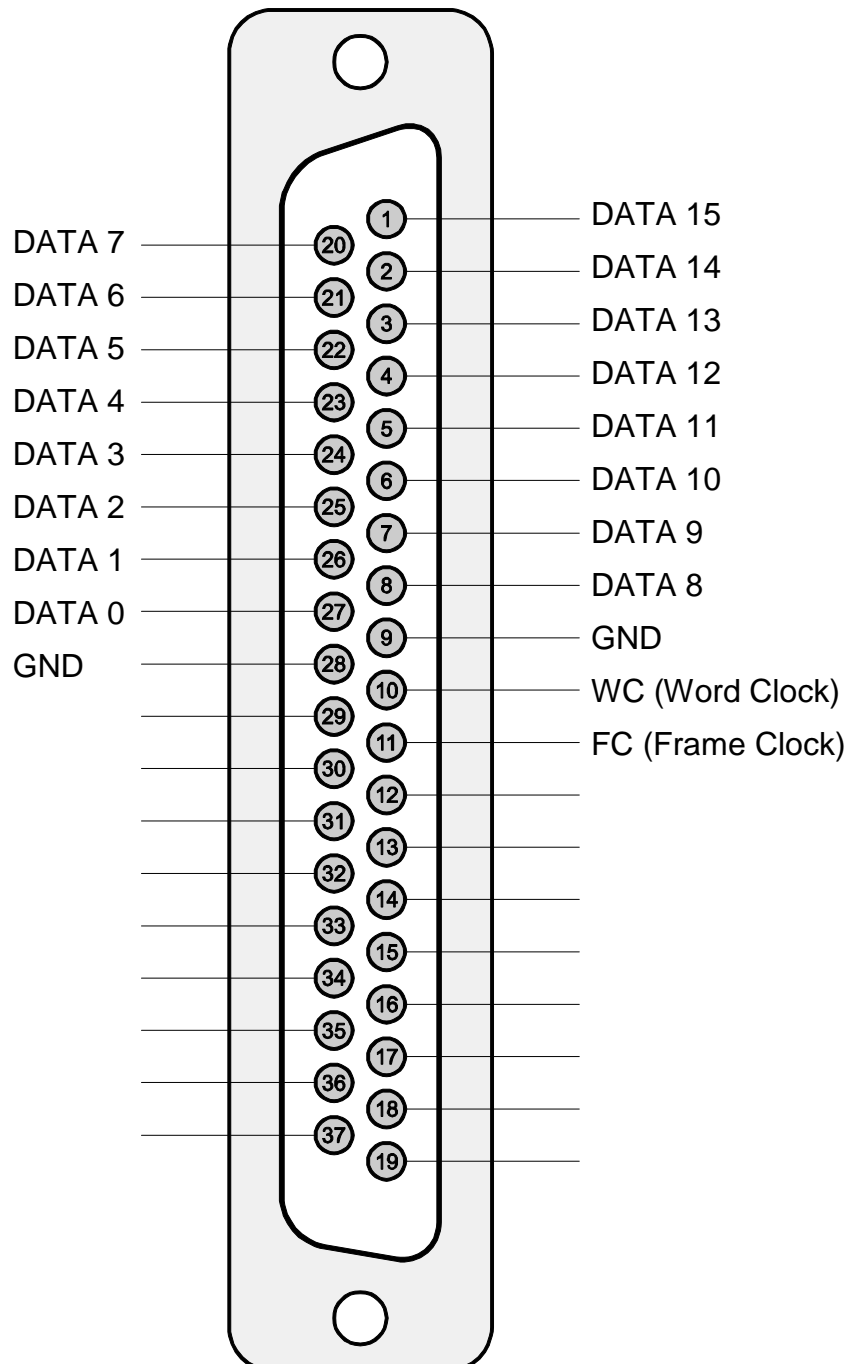 1 DATA 15
DATA 7 20
2 DATA 14
DATA 6 21
3 DATA 13
DATA 5 22
4 DATA 12
DATA 4 23
5 DATA 11
DATA 3 24
6 DATA 10
DATA 2 25
7 DATA 9
DATA 1 26
8 DATA 8
DATA 0 27
9 GND
GND 28
10 WC (Word Clock)
29
11 FC (Frame Clock)
30
12
31
13
32
14
33
15
34
16
35
17
36
18
37
19